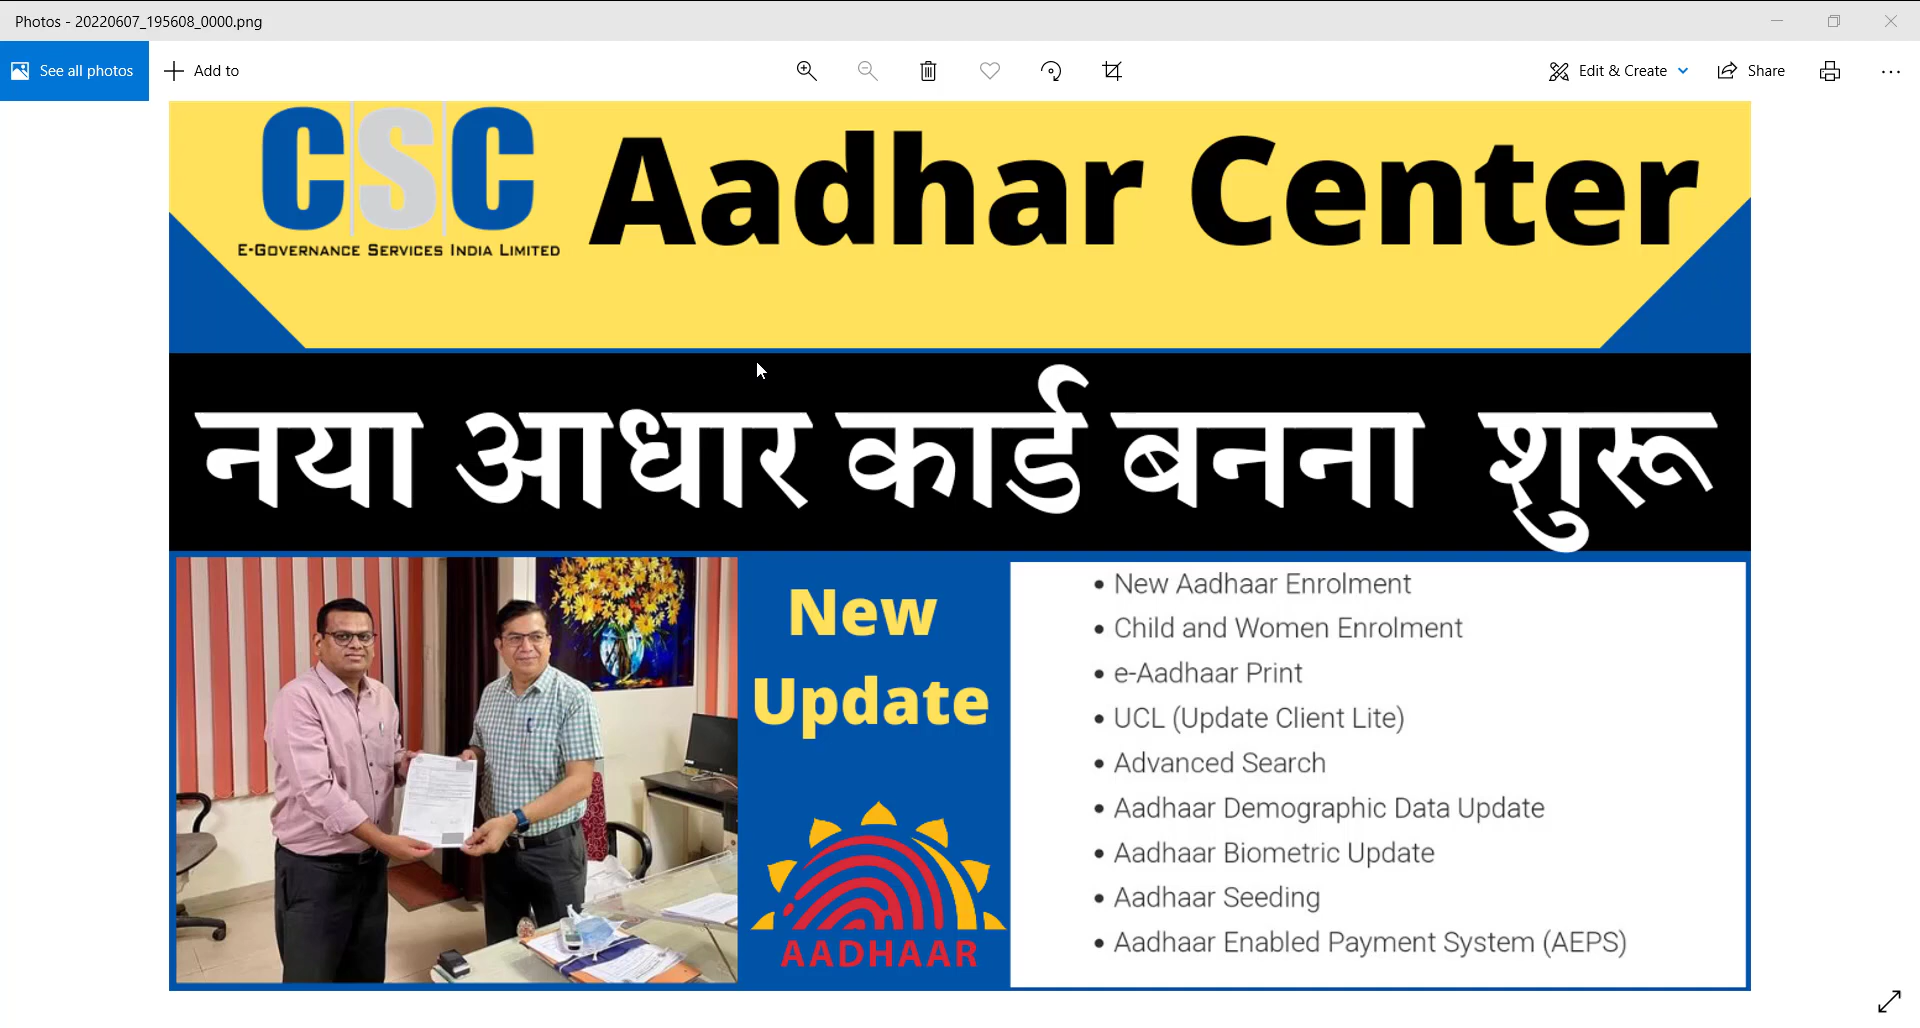 Photos - 20220607_195608_0000.png
See all photos
Add to
Edit & Create
Share
CSC
E-GOVERNANCE SERVICES INDIA LIMITED
Aadhar Center
नया आधार कार्ड बनना शुरू
New
Update
AADHAAR
• New Aadhaar Enrolment
• Child and Women Enrolment
• e-Aadhaar Print
• UCL (Update Client Lite)
• Advanced Search
• Aadhaar Demographic Data Update
• Aadhaar Biometric Update
• Aadhaar Seeding
• Aadhaar Enabled Payment System (AEPS)